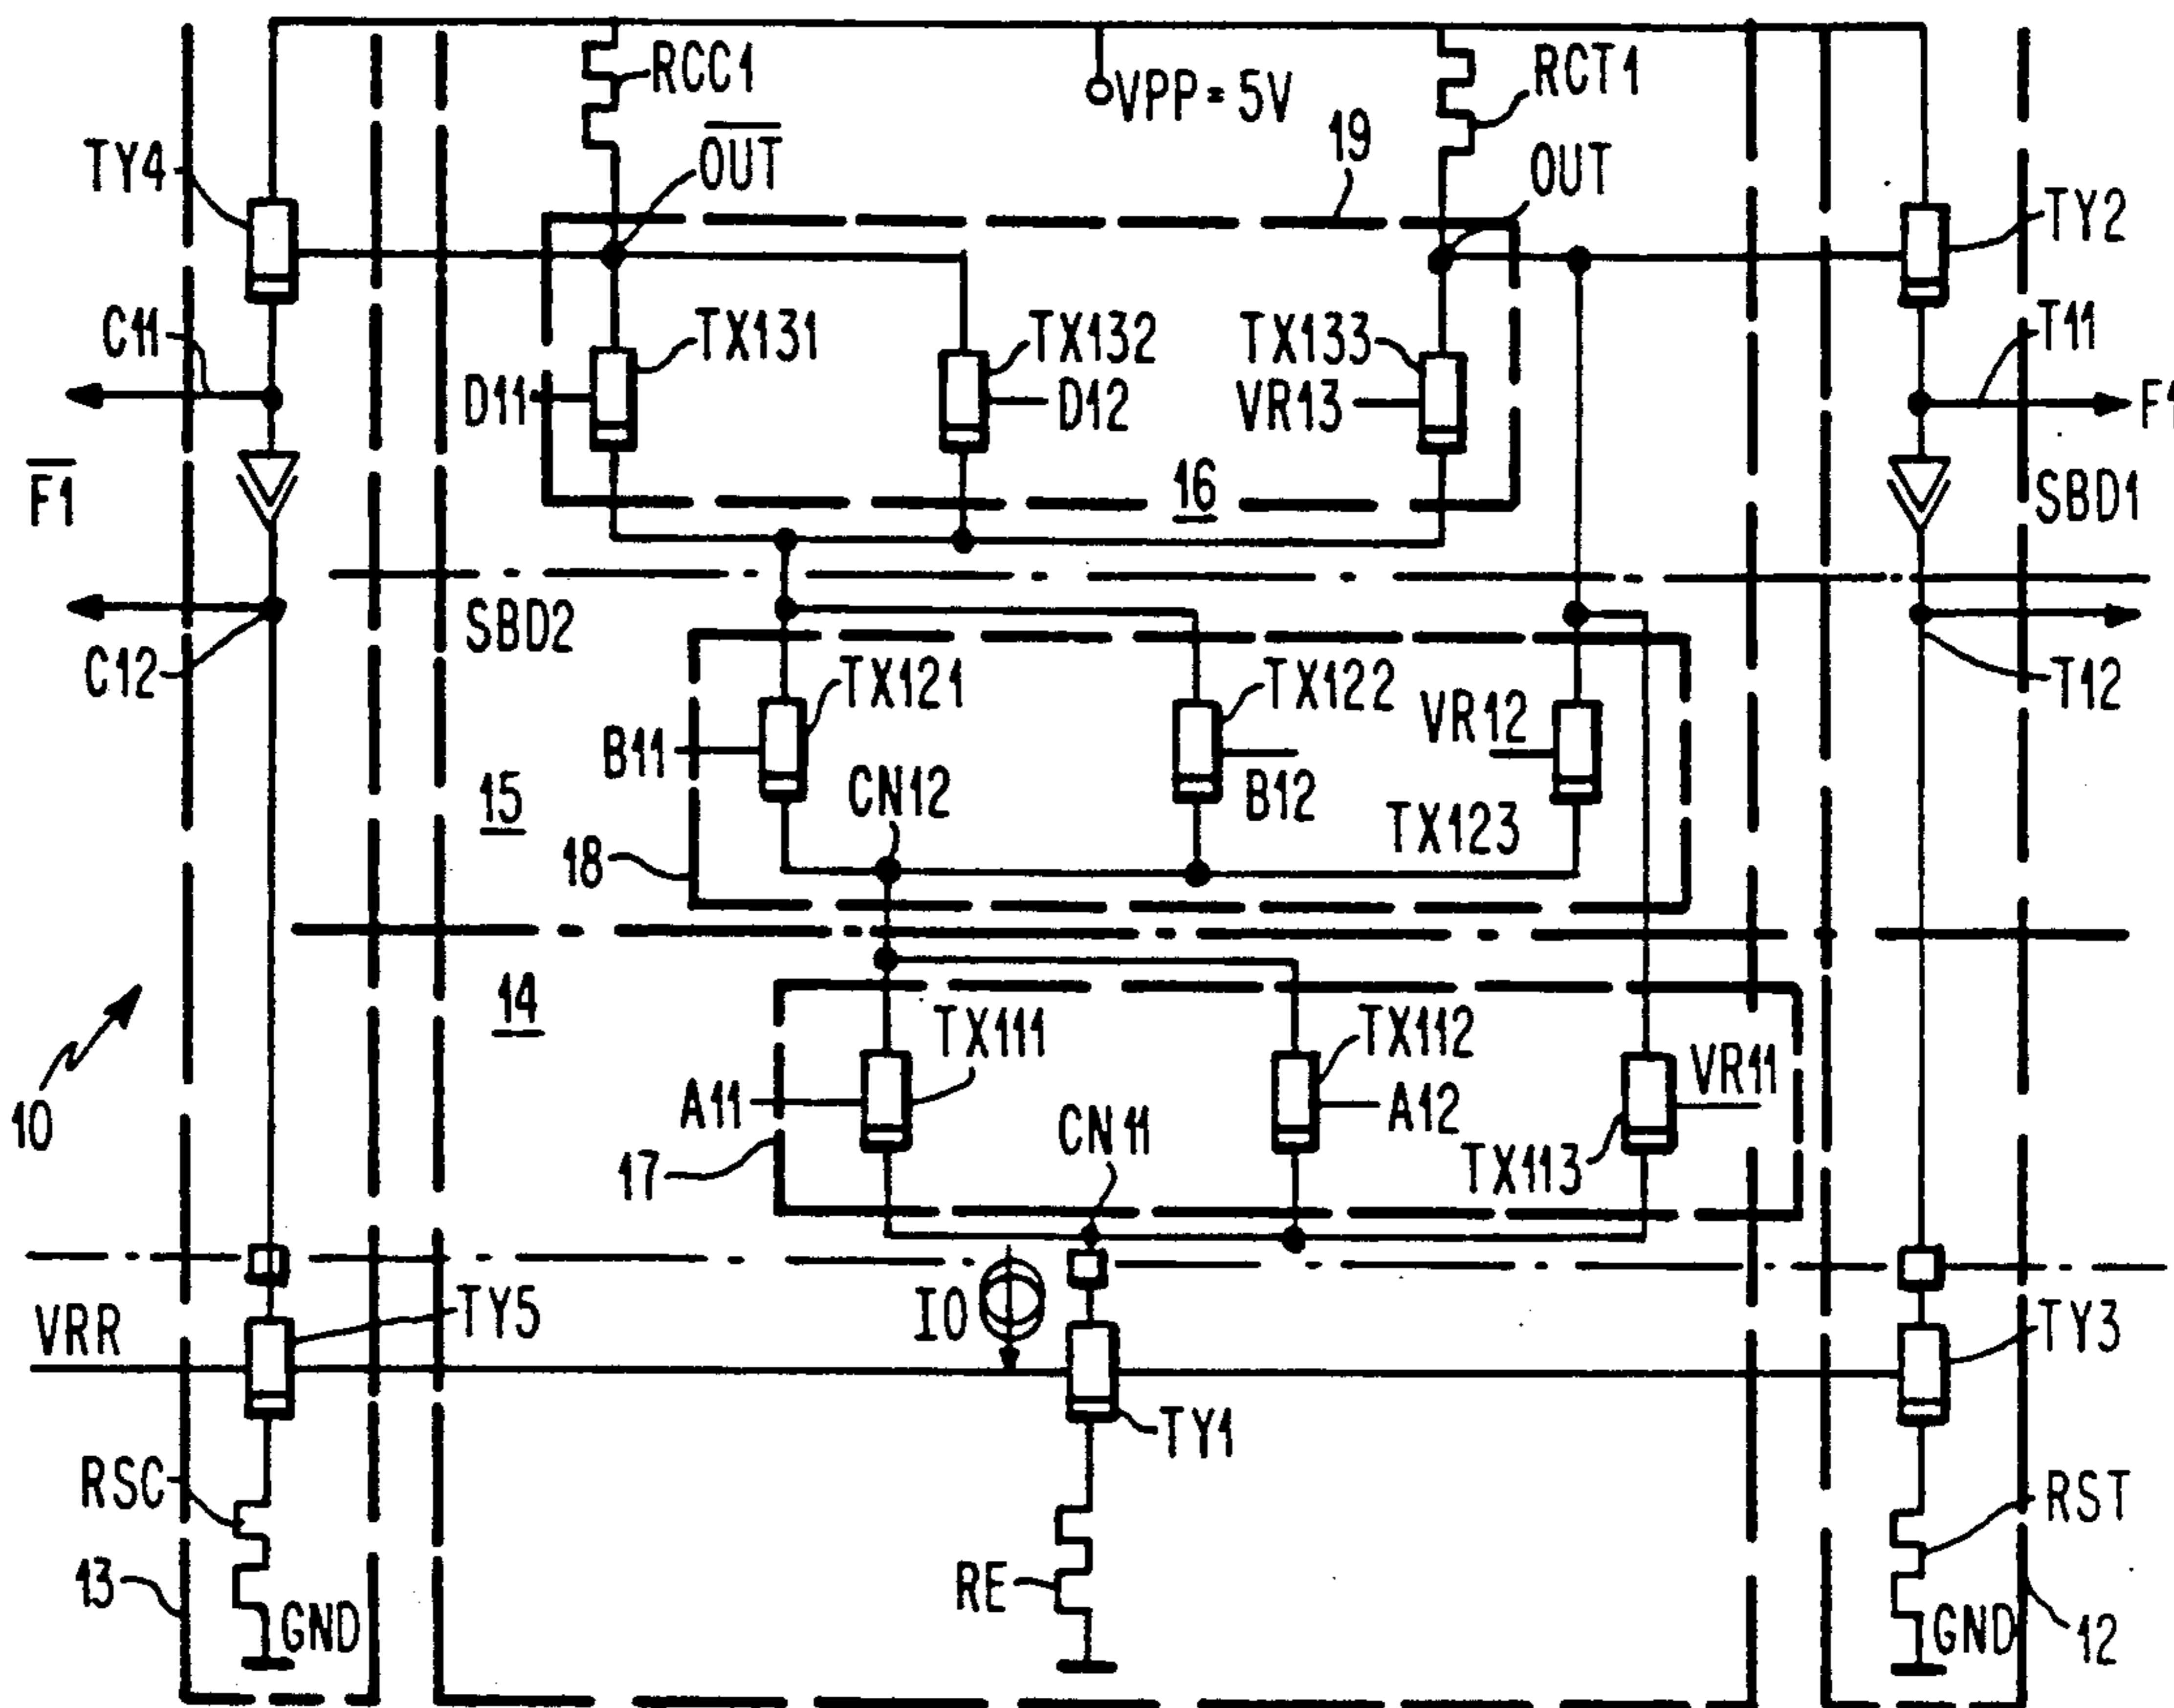 RCC1
VPP = 5V
RCT1
19
TY4
OUT
OUT
TY2
C11
TX131
TX132
TX133
T11
D11
D12
VR13
F1
F1
16
SBD1
SBD2
C12
TX121
TX122
VR12
T12
B11
CN12
B12
15
TX123
18
14
TX111
TX112
VR11
A11
A12
10
CN11
17
TX113
VRR
TY5
I0
TY3
TY1
RSC
RST
13
RE
GND
GND
12